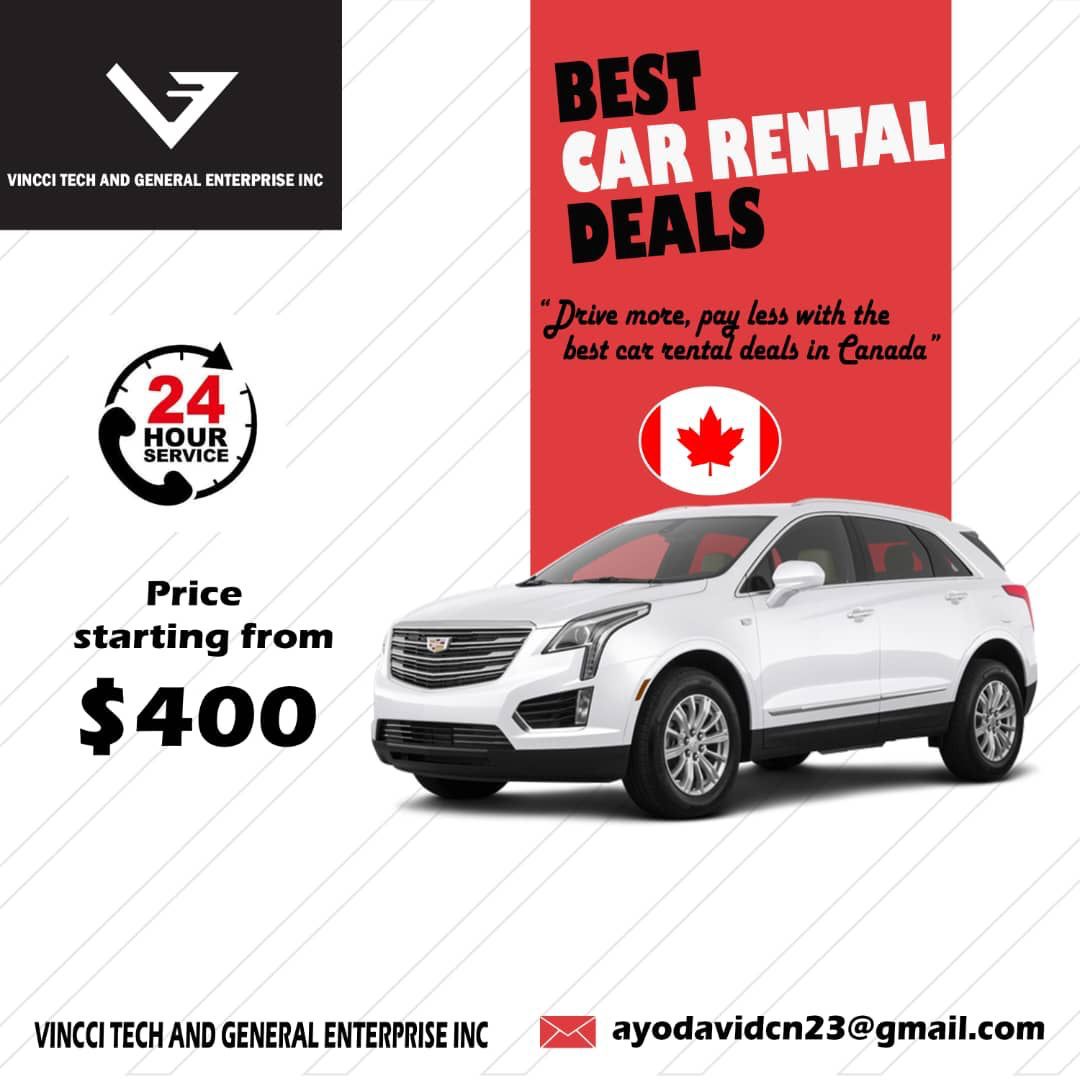 VINCCI TECH AND GENERAL ENTERPRISE INC
BEST
CAR RENTAL
DEALS
“Drive more, pay less with the
best car rental deals in Canada”
24
HOUR
SERVICE
Price
starting from
$400
VINCCI TECH AND GENERAL ENTERPRISE INC
ayodavidcn23@gmail.com